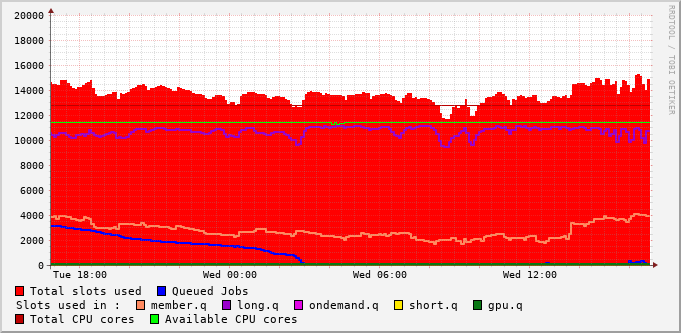 20000
18000
16000
14000
12000
10000
8000
6000
4000
2000
0
Tue 18:00 Wed 00:00 Wed 06:00 Wed 12:00
RRDTOOL / TOBI OETIKER
Total slots used Queued Jobs
Slots used in : member.q long.q ondemand.q short.q gpu.q
Total CPU cores Available CPU cores